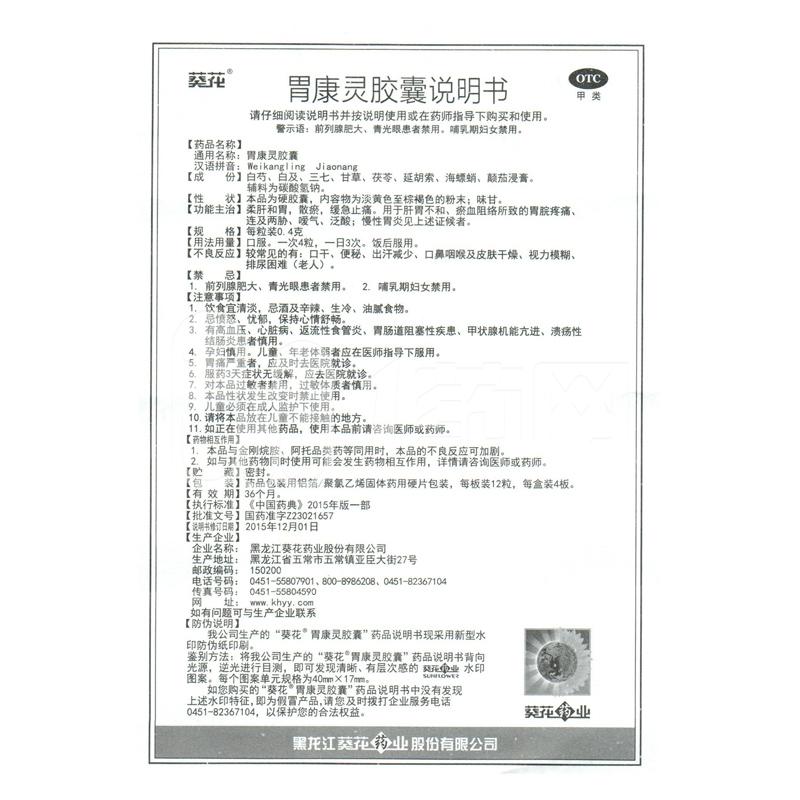 葵花®
胃康灵胶囊说明书
OTC
甲类
请仔细阅读说明书并按说明使用或在药师指导下购买和使用。
警示语：前列腺肥大、青光眼患者禁用。哺乳期妇女禁用。
【药品名称】
通用名称：胃康灵胶囊
汉语拼音：Weikangling Jiaonang
【成　份】白芍、白及、三七、甘草、茯苓、延胡索、海螵蛸、颠茄浸膏。
辅料为碳酸氢钠。
【性　状】本品为硬胶囊，内容物为淡黄色至棕褐色的粉末；味甘。
【功能主治】柔肝和胃，散瘀，缓急止痛。用于肝胃不和、瘀血阻络所致的胃脘疼痛、
连及两胁、嗳气、泛酸；慢性胃炎见上述证候者。
【规　格】每粒装0.4克
【用法用量】口服。一次4粒，一日3次。饭后服用。
【不良反应】较常见的有：口干、便秘、出汗减少、口鼻咽喉及皮肤干燥、视力模糊、
排尿困难（老人）。
【禁　忌】
1. 前列腺肥大、青光眼患者禁用。 2. 哺乳期妇女禁用。
【注意事项】
1. 饮食宜清淡，忌酒及辛辣、生冷、油腻食物。
2. 忌愤怒、忧郁，保持心情舒畅。
3. 有高血压、心脏病、返流性食管炎、胃肠道阻塞性疾患、甲状腺机能亢进、溃疡性
结肠炎患者慎用。
4. 孕妇慎用。儿童、年老体弱者应在医师指导下服用。
5. 胃痛严重者，应及时去医院就诊。
6. 服药3天症状无缓解，应去医院就诊。
7. 对本品过敏者禁用，过敏体质者慎用。
8. 本品性状发生改变时禁止使用。
9. 儿童必须在成人监护下使用。
10. 请将本品放在儿童不能接触的地方。
11. 如正在使用其他药品，使用本品前请咨询医师或药师。
【药物相互作用】
1. 本品与金刚烷胺、阿托品类药等同用时，本品的不良反应可加剧。
2. 如与其他药物同时使用可能会发生药物相互作用，详情请咨询医师或药师。
【贮　藏】密封。
【包　装】药品包装用铝箔/聚氯乙烯固体药用硬片包装，每板装12粒，每盒装4板。
【有 效 期】36个月。
【执行标准】《中国药典》2015年版一部
【批准文号】国药准字Z23021657
【说明书修订日期】2015年12月01日
【生产企业】
企业名称：黑龙江葵花药业股份有限公司
生产地址：黑龙江省五常市五常镇亚臣大街27号
邮政编码：150200
电话号码：0451-55807901、800-8986208、0451-82367104
传真号码：0451-55804590
网　址：www.khyy.com
如有问题可与生产企业联系
【防伪说明】
我公司生产的“葵花®胃康灵胶囊”药品说明书现采用新型水
印防伪纸印刷。
鉴别方法：将我公司生产的“葵花®胃康灵胶囊”药品说明书背向
光源，逆光进行目测，即可发现清晰、有层次感的 葵花药业 SUNFLOWER 水印
图案。每个图案单元规格为40mm×17mm。
如您购买的“葵花®胃康灵胶囊”药品说明书中没有发现
上述水印特征，即为假冒产品，请您及时拨打企业服务电话
0451-82367104，以保护您的合法权益。
葵花药业
黑龙江葵花药业股份有限公司